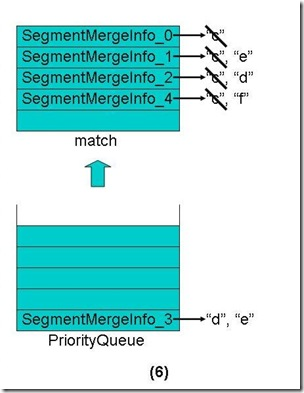 SegmentMergeInfo_0 "c"
SegmentMergeInfo_1 "c", "e"
SegmentMergeInfo_2 "c", "d"
SegmentMergeInfo_4 "c", "f"
match
SegmentMergeInfo_3 "d", "e"
PriorityQueue
(6)